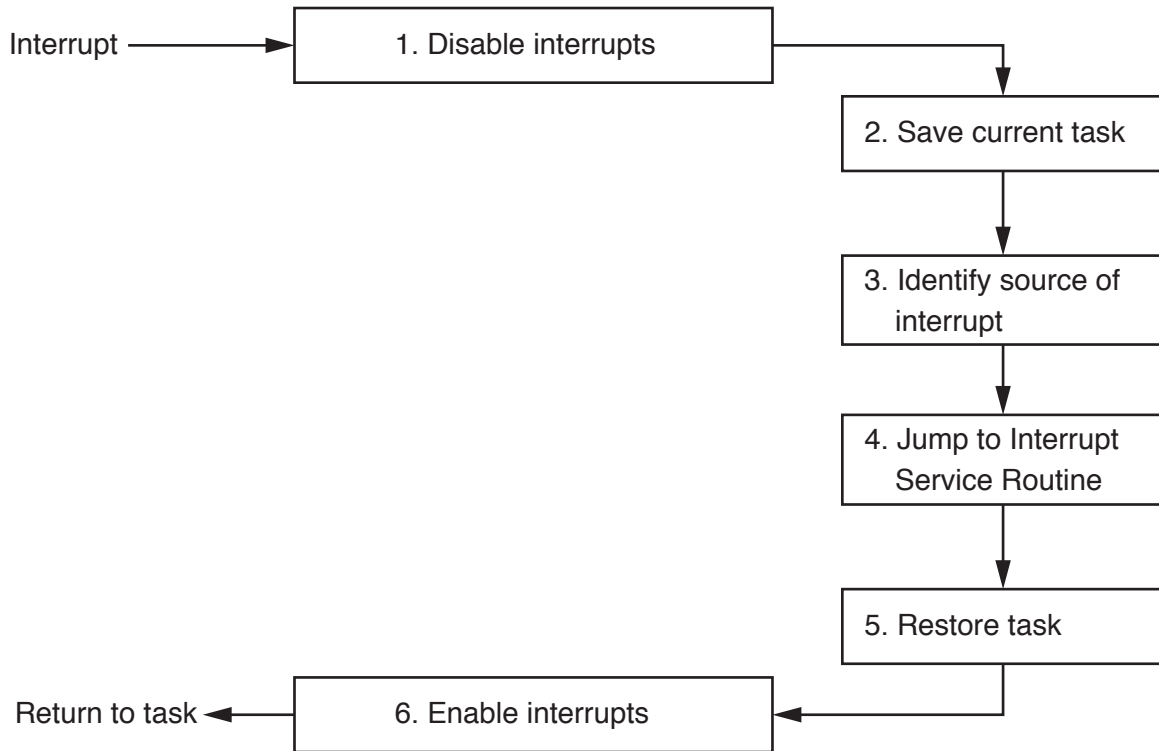 Interrupt
1. Disable interrupts
2. Save current task
3. Identify source of
interrupt
4. Jump to Interrupt
Service Routine
5. Restore task
6. Enable interrupts
Return to task